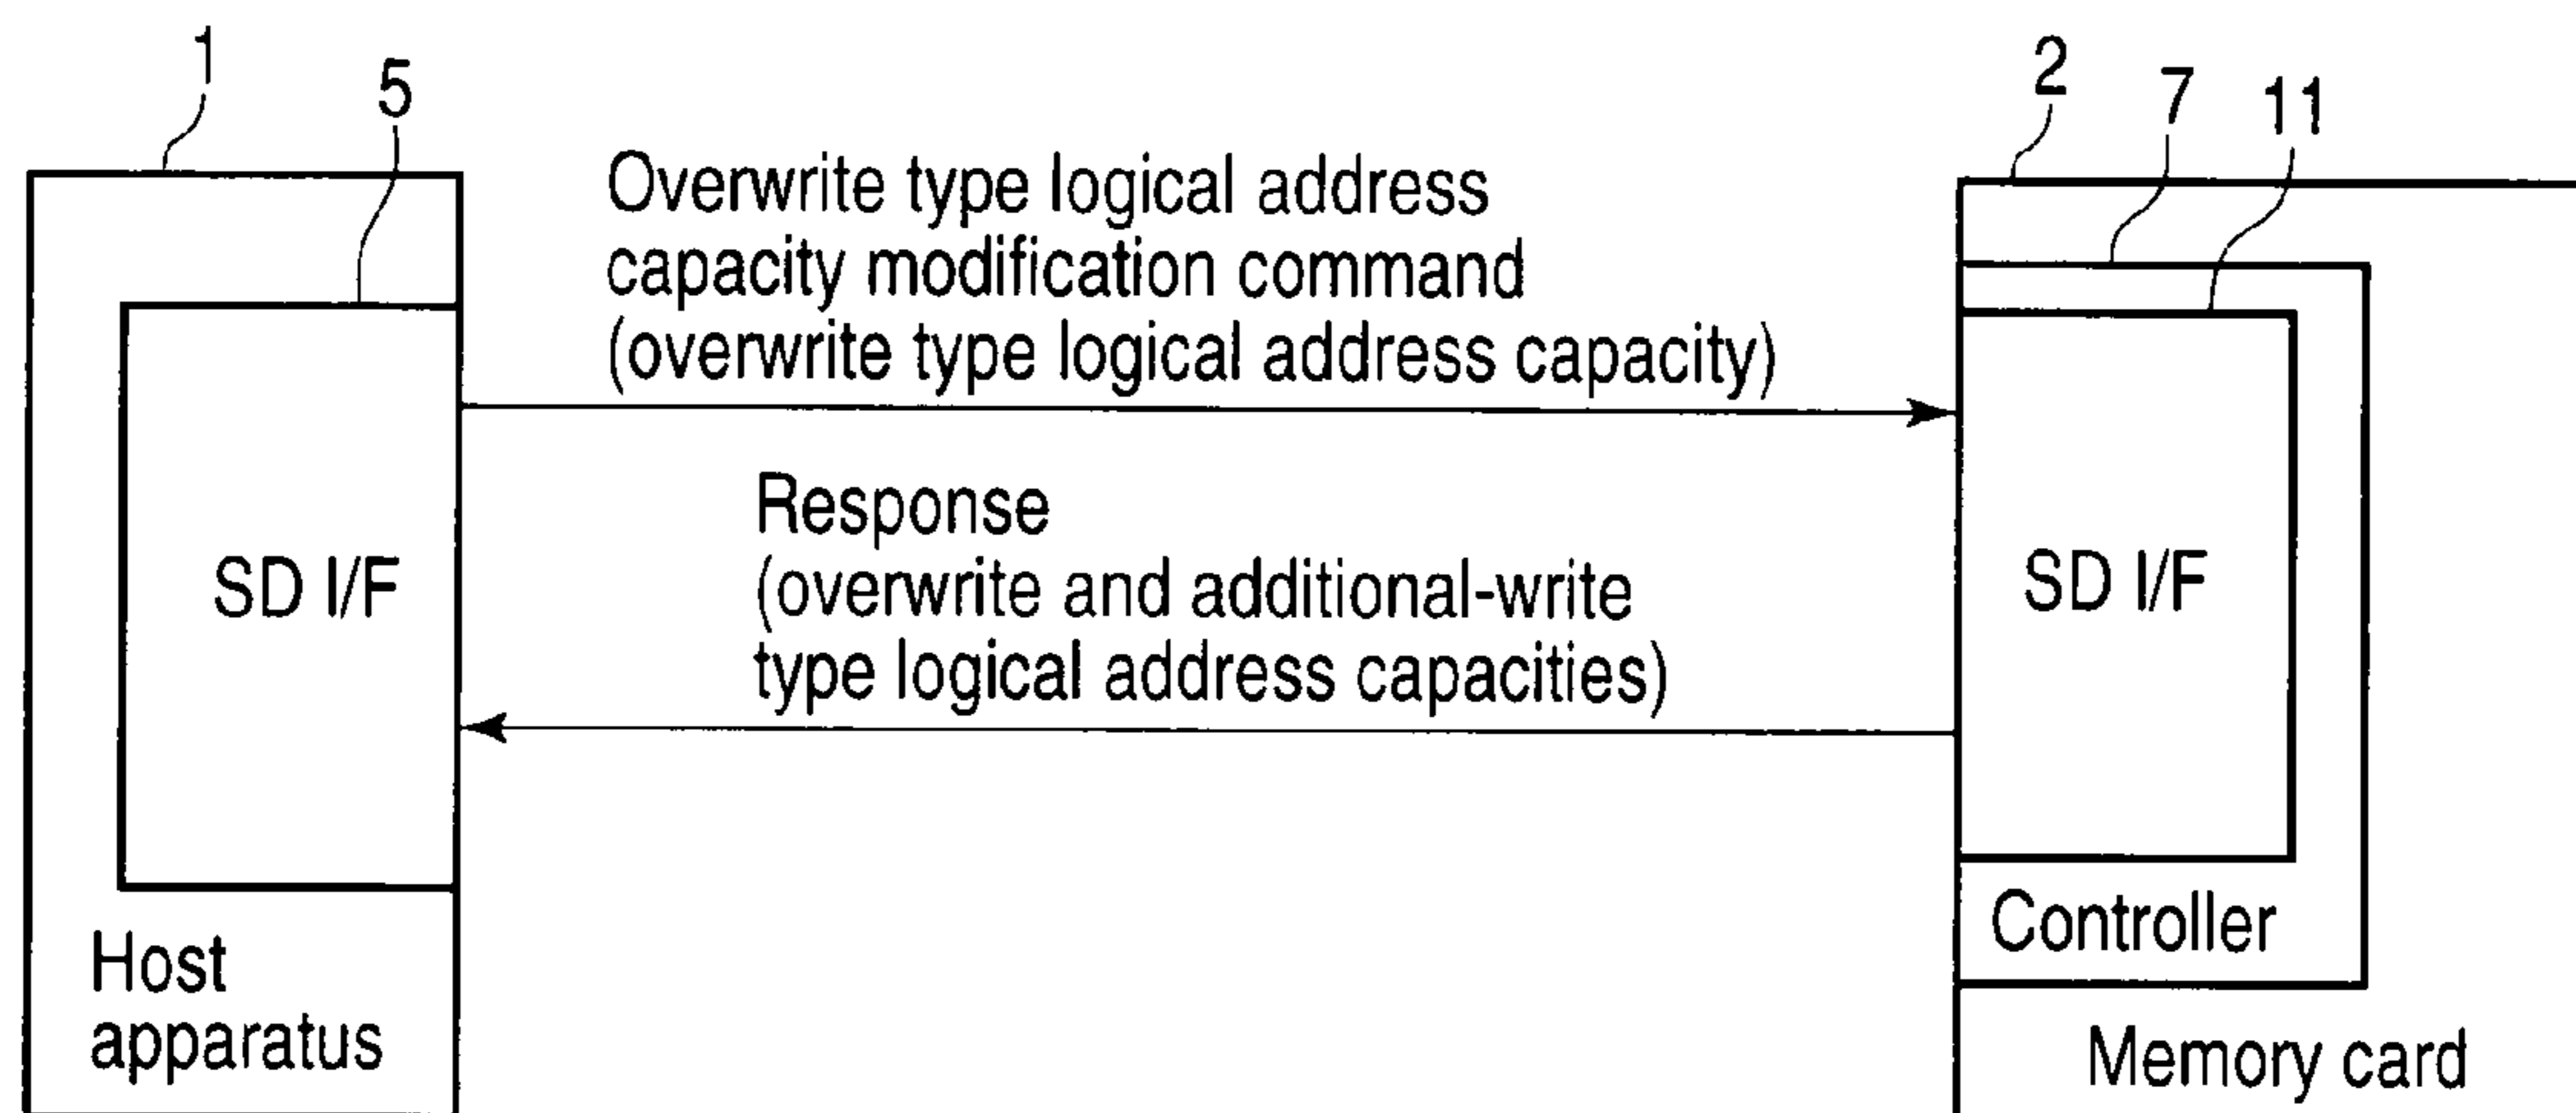 1
5
2
7
11
Overwrite type logical address
capacity modification command
(overwrite type logical address capacity)
Response
(overwrite and additional-write
type logical address capacities)
SD I/F
SD I/F
Controller
Host
apparatus
Memory card